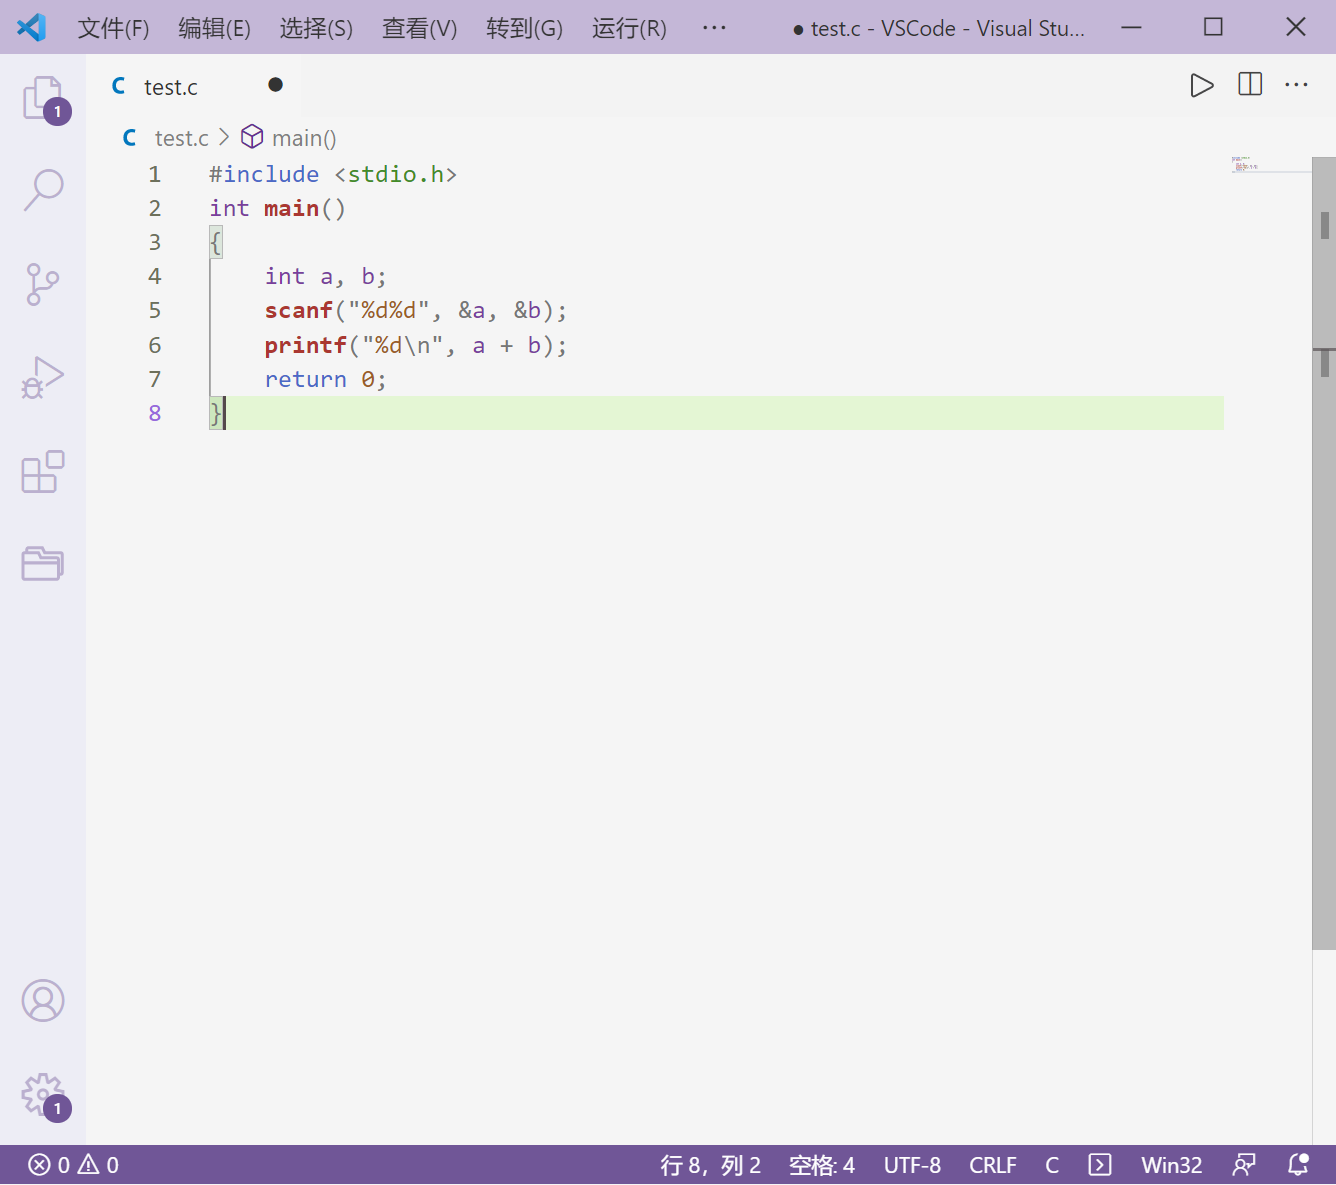 文件(F) 编辑(E) 选择(S) 查看(V) 转到(G) 运行(R) ··· ● test.c - VSCode - Visual Stu...
C test.c ●
C test.c > main()
1
1 #include <stdio.h>
2 int main()
3 {
4 int a, b;
5 scanf("%d%d", &a, &b);
6 printf("%d\n", a + b);
7 return 0;
8 }
1
0 0 行 8，列 2 空格: 4 UTF-8 CRLF C Win32